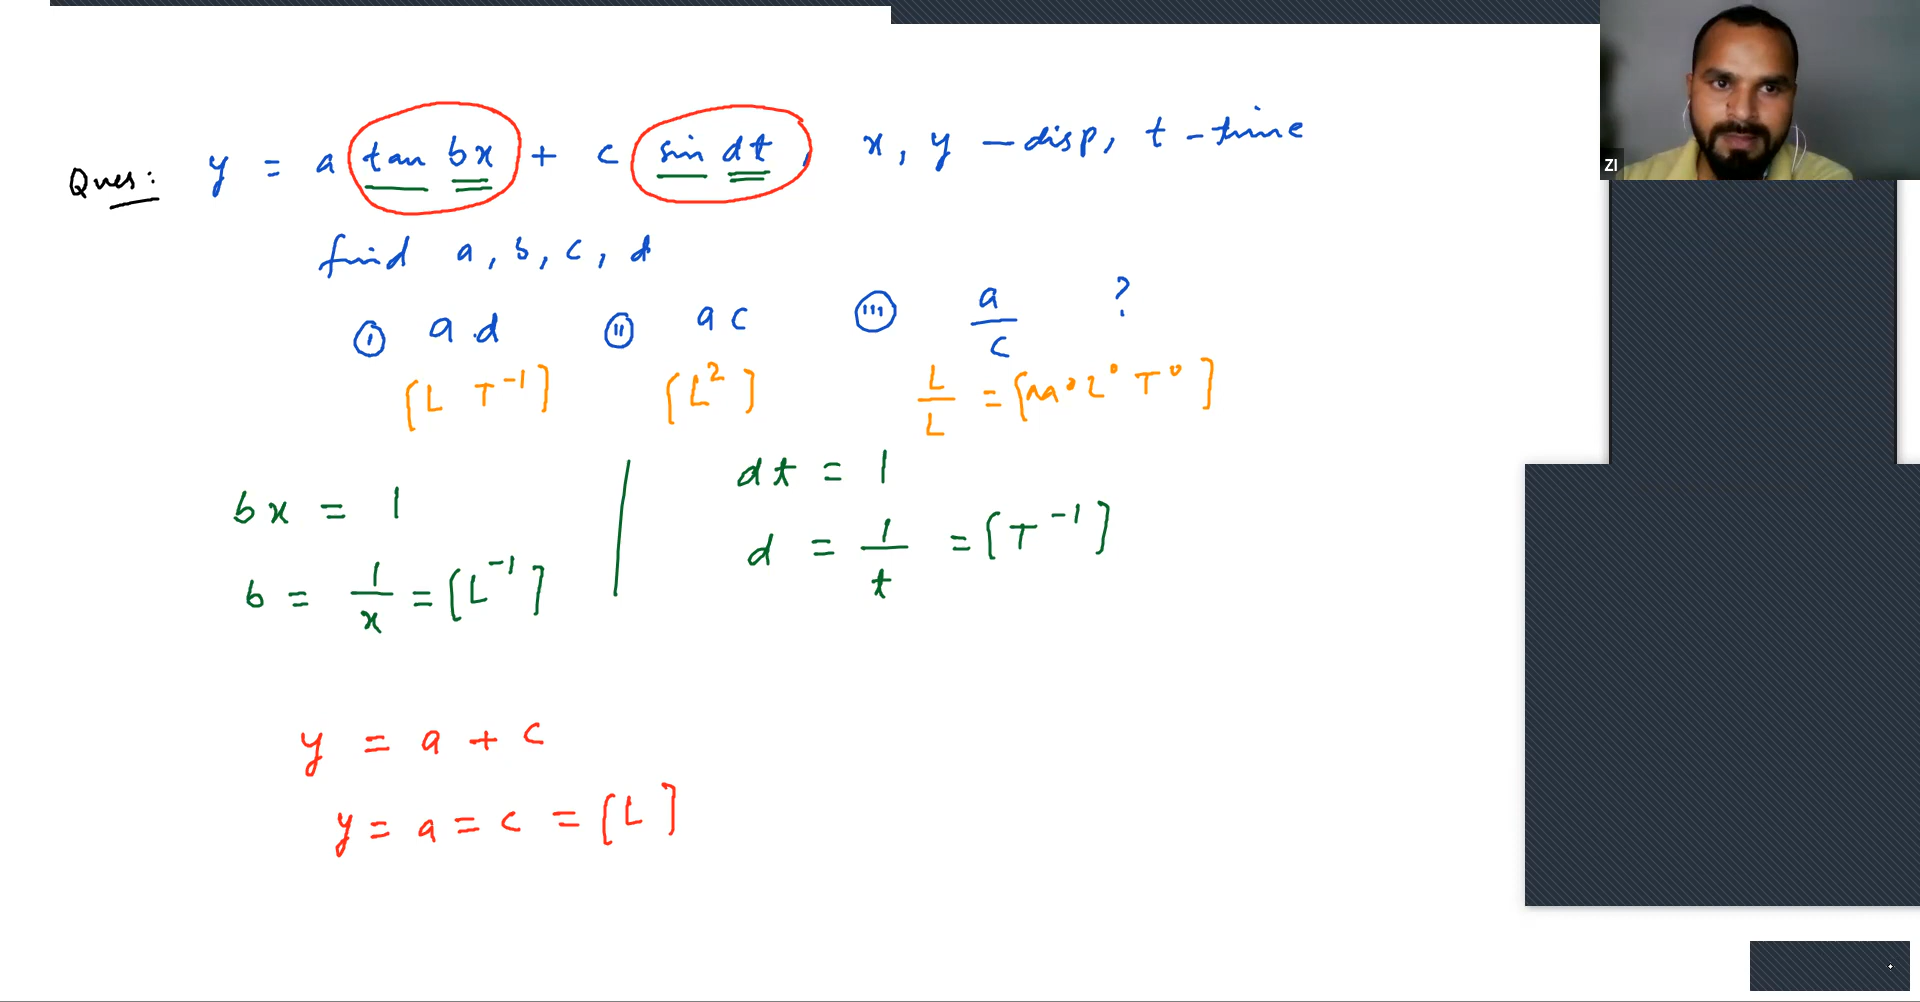 Ques: y = a tan bx + c sin dt, x, y - disp, t - time
find a, b, c, d
(i) a.d (ii) ac (iii) a/c ?
[L T⁻¹] [L²] L/L = [M⁰ L⁰ T⁰]
bx = 1
b = 1/x = [L⁻¹]
dt = 1
d = 1/t = [T⁻¹]
y = a + c
y = a = c = [L]
ZI